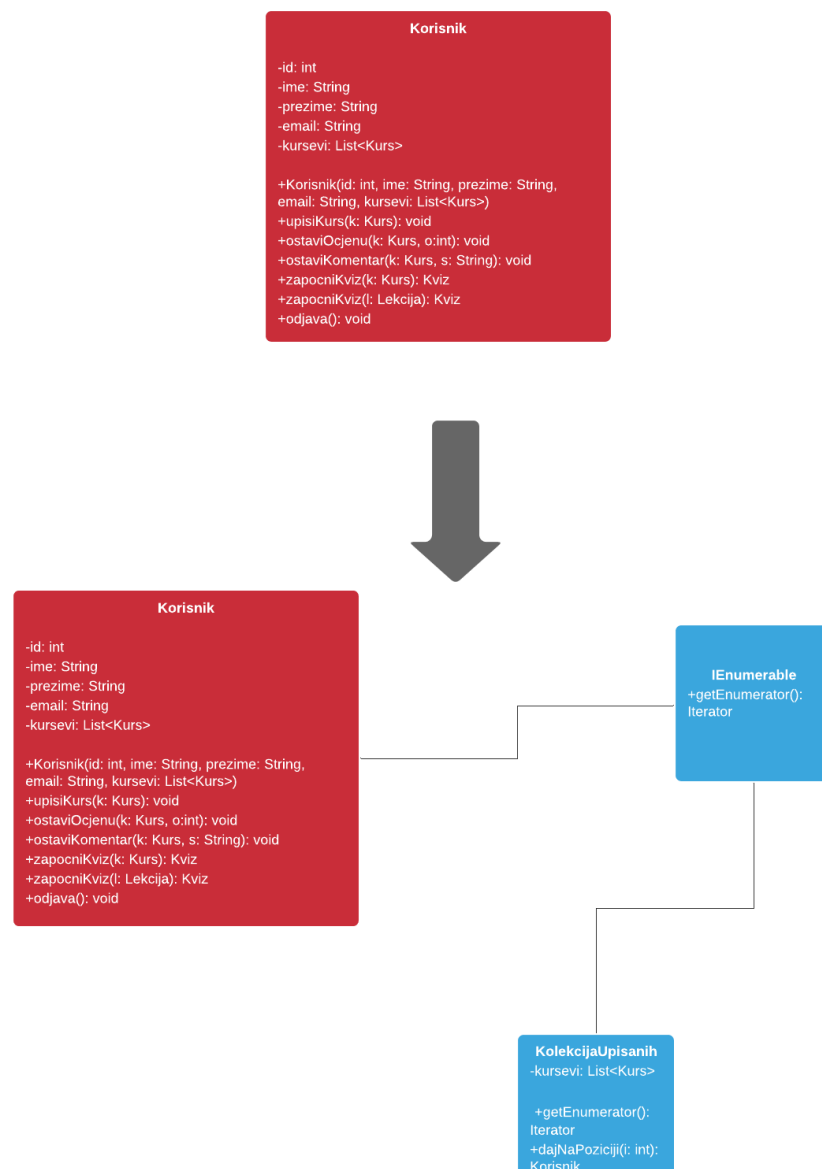 Korisnik
-id: int
-ime: String
-prezime: String
-email: String
-kursevi: List<Kurs>
+Korisnik(id: int, ime: String, prezime: String,
email: String, kursevi: List<Kurs>)
+upisiKurs(k: Kurs): void
+ostaviOcjenu(k: Kurs, o:int): void
+ostaviKomentar(k: Kurs, s: String): void
+zapocniKviz(k: Kurs): Kviz
+zapocniKviz(l: Lekcija): Kviz
+odjava(): void
Korisnik
-id: int
-ime: String
-prezime: String
-email: String
-kursevi: List<Kurs>
+Korisnik(id: int, ime: String, prezime: String,
email: String, kursevi: List<Kurs>)
+upisiKurs(k: Kurs): void
+ostaviOcjenu(k: Kurs, o:int): void
+ostaviKomentar(k: Kurs, s: String): void
+zapocniKviz(k: Kurs): Kviz
+zapocniKviz(l: Lekcija): Kviz
+odjava(): void
IEnumerable
+getEnumerator():
Iterator
KolekcijaUpisanih
-kursevi: List<Kurs>
+getEnumerator():
Iterator
+dajNaPoziciji(i: int):
Korisnik